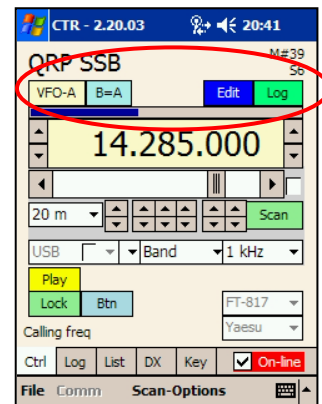 CTR - 2.20.03 20:41
QRP SSB M#39
S6
VFO-A B=A Edit Log
14.285.000
20 m Scan
USB Band 1 kHz
Play
Lock Btn FT-817
Calling freq Yaesu
Ctrl Log List DX Key On-line
File Comm Scan-Options